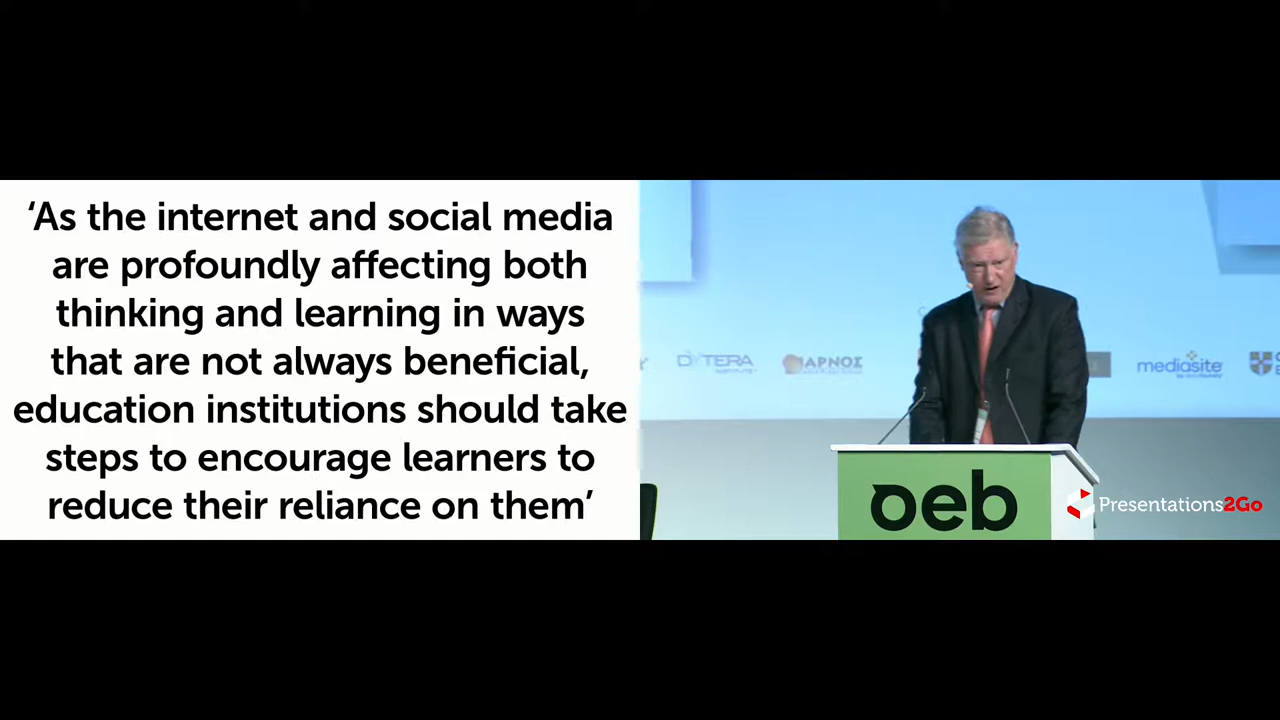 ‘As the internet and social media
are profoundly affecting both
thinking and learning in ways
that are not always beneficial,
education institutions should take
steps to encourage learners to
reduce their reliance on them’
ΑΡΝΟΣ
mediasite
oeb
Presentations2Go